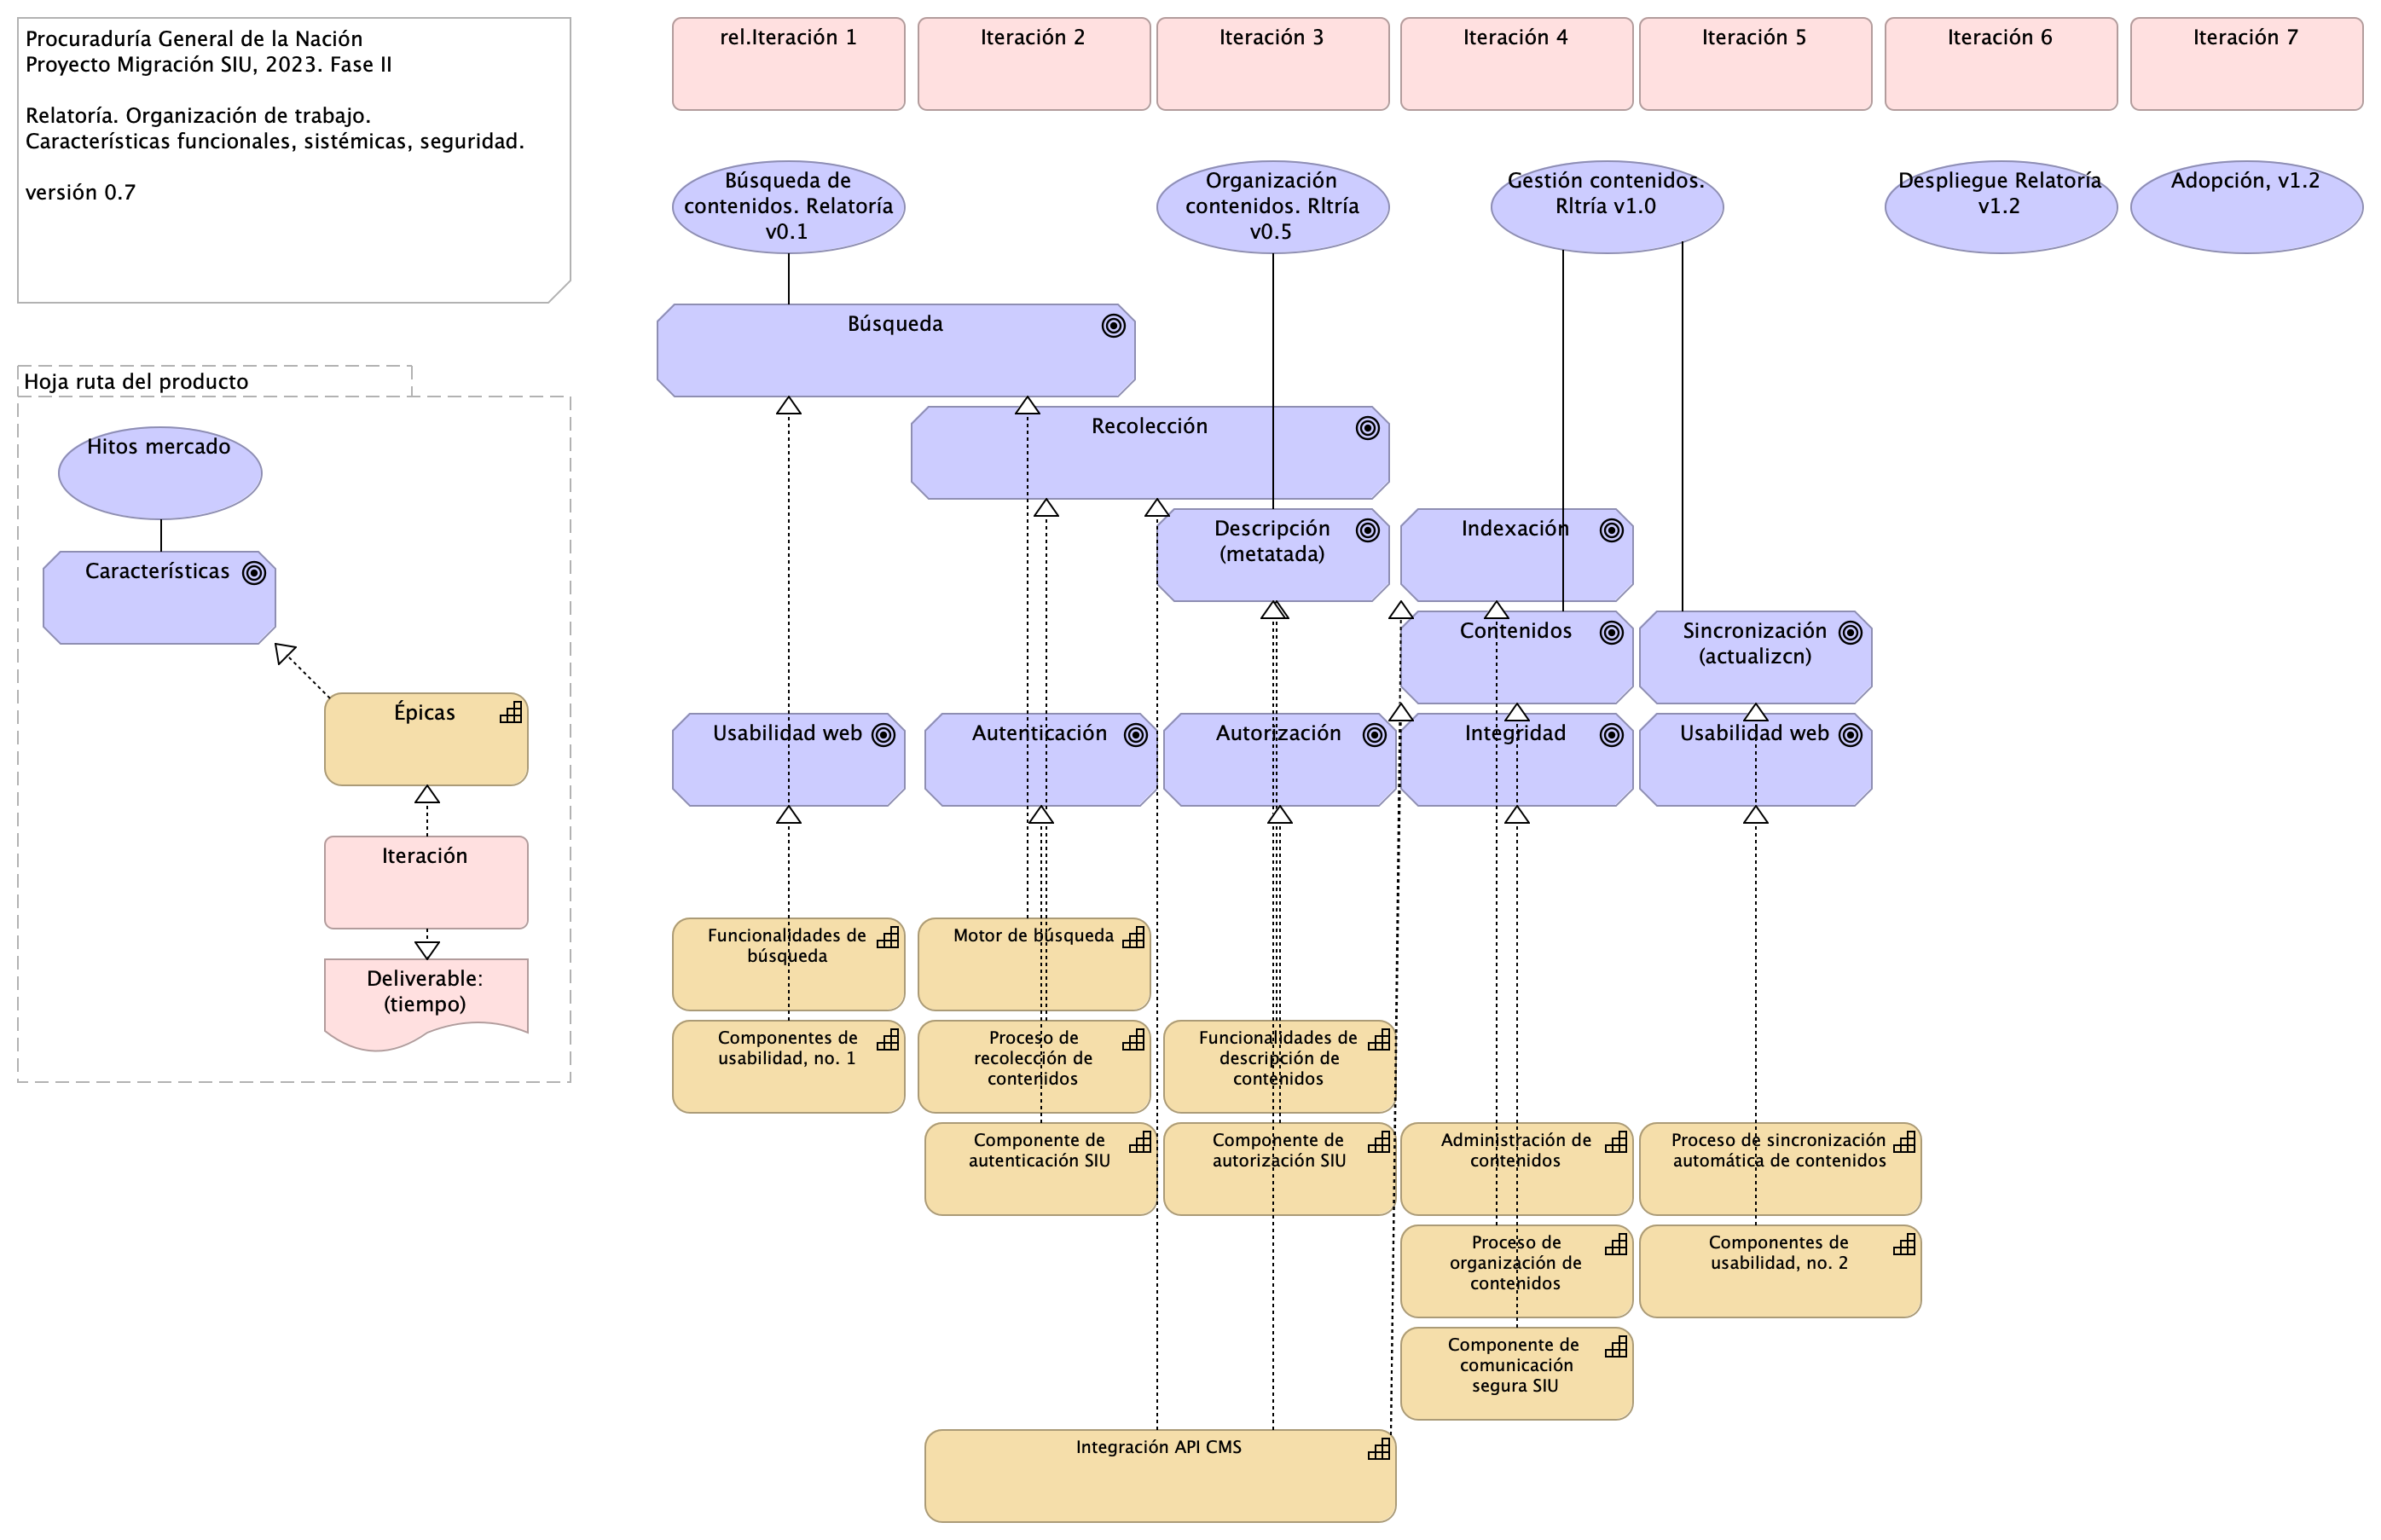 Procuraduría General de la Nación
Proyecto Migración SIU, 2023. Fase II
Relatoría. Organización de trabajo.
Características funcionales, sistémicas, seguridad.
versión 0.7
rel.Iteración 1
Iteración 2
Iteración 3
Iteración 4
Iteración 5
Iteración 6
Iteración 7
Búsqueda de
contenidos. Relatoría
v0.1
Organización
contenidos. Rltría
v0.5
Gestión contenidos.
Rltría v1.0
Despliegue Relatoría
v1.2
Adopción, v1.2
Búsqueda
Recolección
Descripción
(metatada)
Indexación
Contenidos
Sincronización
(actualizcn)
Usabilidad web
Autenticación
Autorización
Integridad
Usabilidad web
Hoja ruta del producto
Hitos mercado
Características
Épicas
Iteración
Deliverable:
(tiempo)
Funcionalidades de
búsqueda
Motor de búsqueda
Componentes de
usabilidad, no. 1
Proceso de
recolección de
contenidos
Funcionalidades de
descripción de
contenidos
Componente de
autenticación SIU
Componente de
autorización SIU
Administración de
contenidos
Proceso de sincronización
automática de contenidos
Proceso de
organización de
contenidos
Componentes de
usabilidad, no. 2
Componente de
comunicación
segura SIU
Integración API CMS